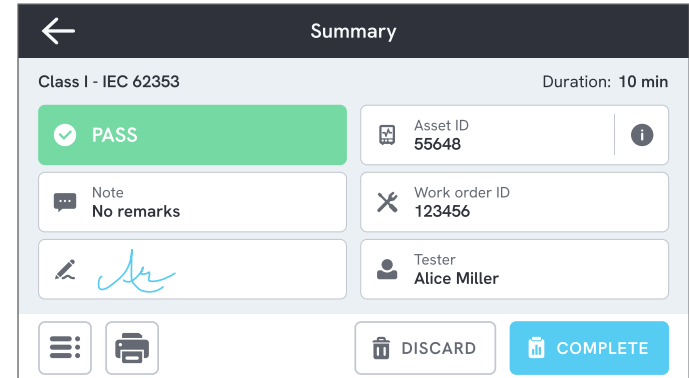 Summary
Class I - IEC 62353
Duration: 10 min
PASS
Asset ID
55648
Note
No remarks
Work order ID
123456
Tester
Alice Miller
DISCARD
COMPLETE